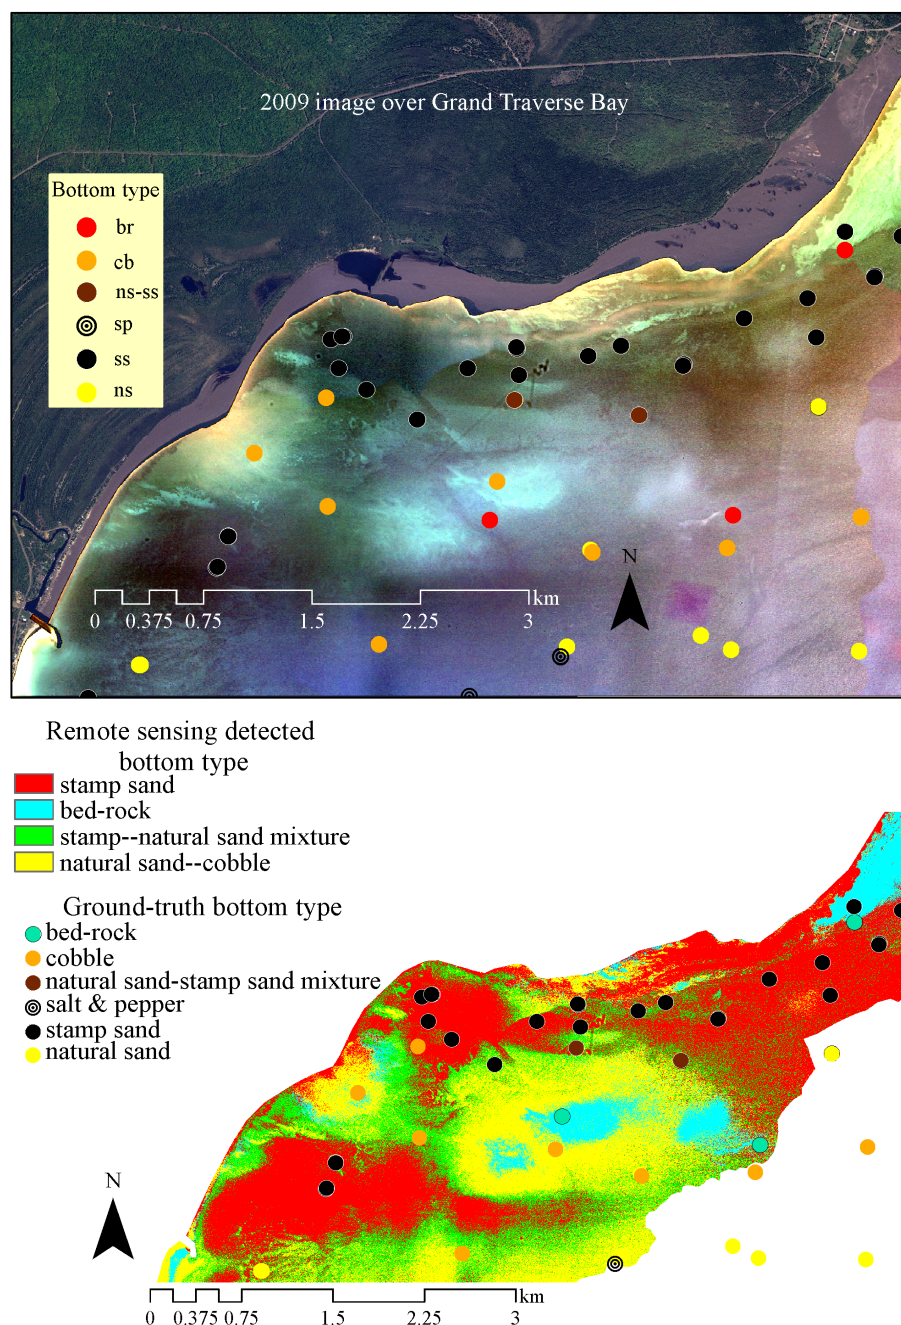 2009 image over Grand Traverse Bay
Bottom type
br
cb
ns-ss
sp
ss
ns
N
km
0 0.375 0.75 1.5 2.25 3
Remote sensing detected
bottom type
stamp sand
bed-rock
stamp--natural sand mixture
natural sand--cobble
Ground-truth bottom type
bed-rock
cobble
natural sand-stamp sand mixture
salt & pepper
stamp sand
natural sand
N
km
0 0.375 0.75 1.5 2.25 3